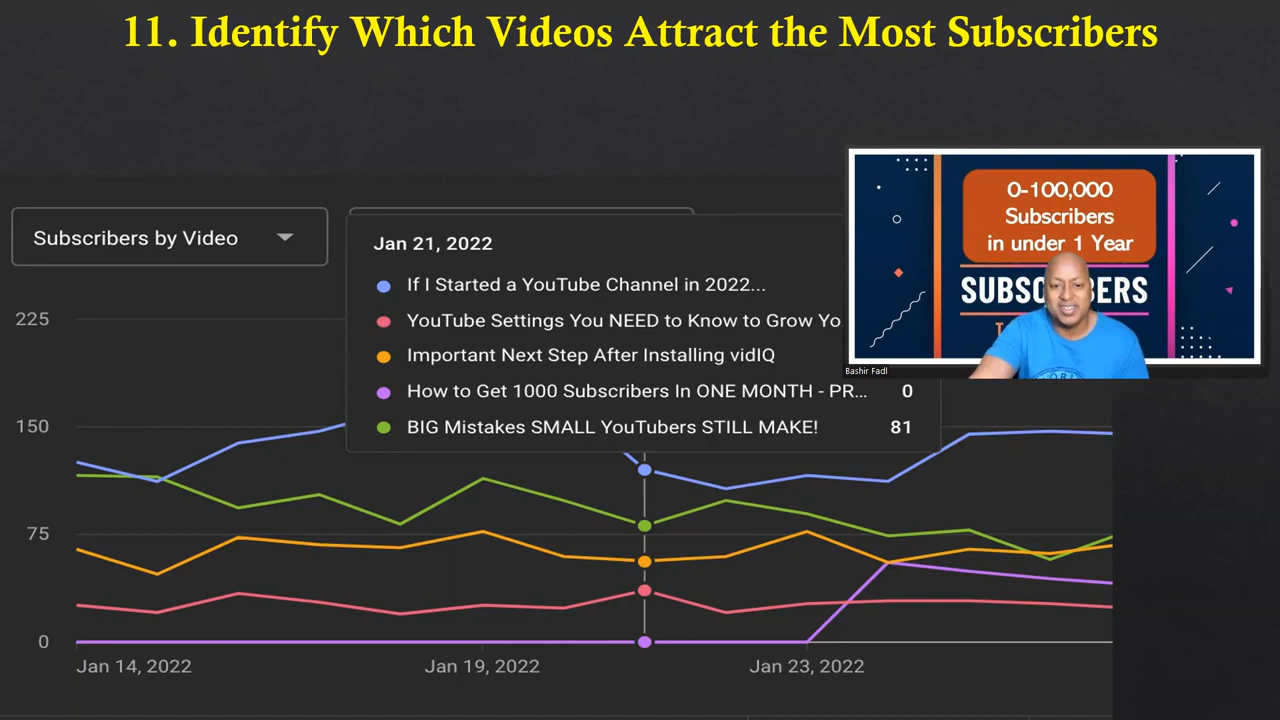 11. Identify Which Videos Attract the Most Subscribers
0-100,000
Subscribers
in under 1 Year
Subscribers by Video
Jan 21, 2022
If I Started a YouTube Channel in 2022...
YouTube Settings You NEED to Know to Grow Yo
Important Next Step After Installing vidIQ
How to Get 1000 Subscribers In ONE MONTH - PR... 0
BIG Mistakes SMALL YouTubers STILL MAKE! 81
Bashir Fadl
225
150
75
0
Jan 14, 2022 Jan 19, 2022 Jan 23, 2022